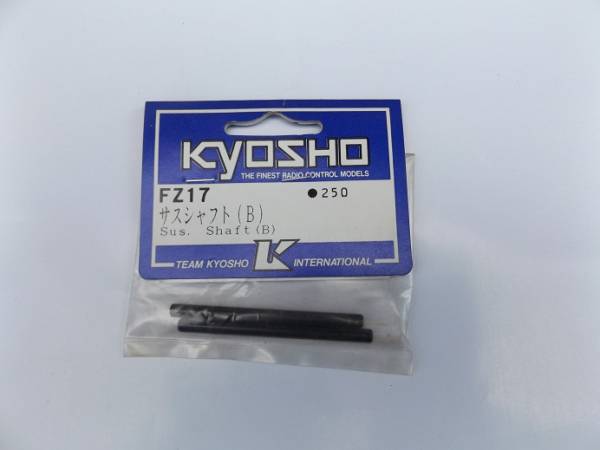 KYOSHO
THE FINEST RADIO CONTROL MODELS
FZ17 ●250
サスシャフト(B)
Sus. Shaft(B)
TEAM KYOSHO K INTERNATIONAL